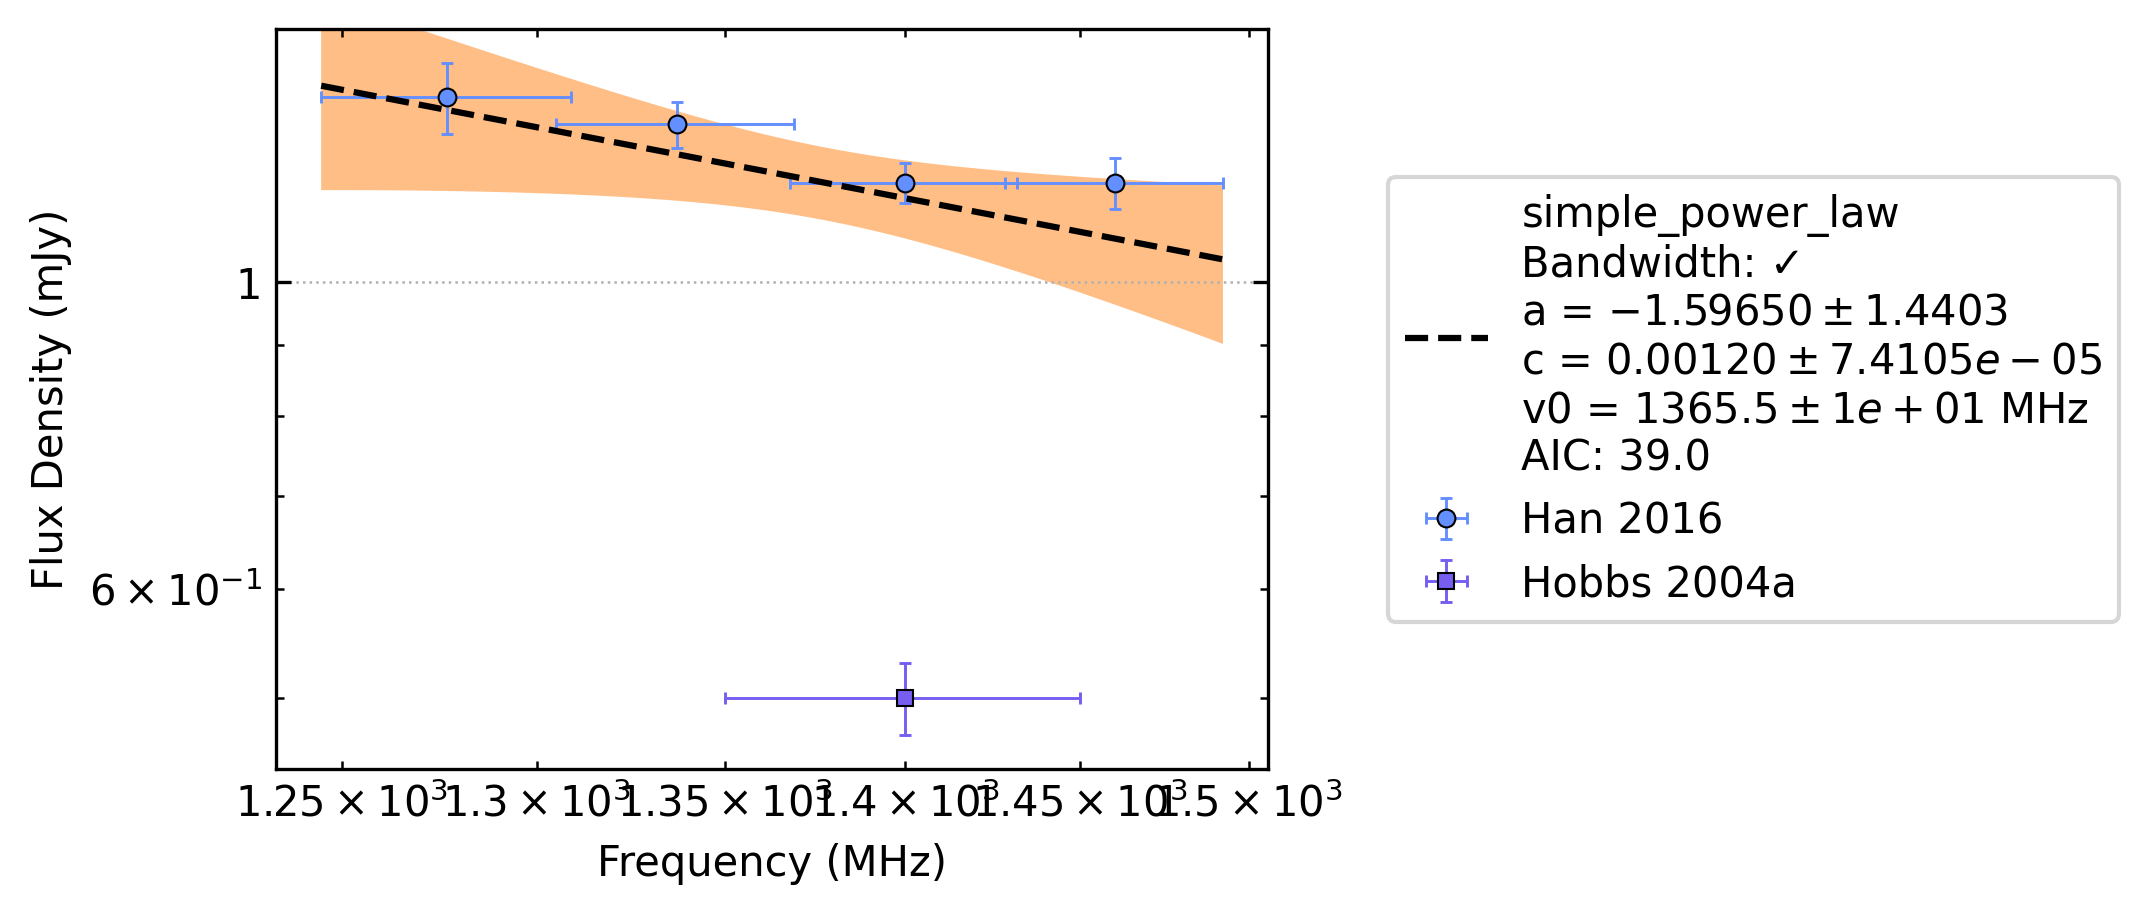 Flux Density (mJy)
1
6 × 10⁻¹
1.25 × 10³ 1.3 × 10³ 1.35 × 10³ 1.4 × 10³ 1.45 × 10³ 1.5 × 10³
Frequency (MHz)
simple_power_law
Bandwidth: ✓
a = −1.59650 ± 1.4403
c = 0.00120 ± 7.4105e − 05
v0 = 1365.5 ± 1e + 01 MHz
AIC: 39.0
Han 2016
Hobbs 2004a